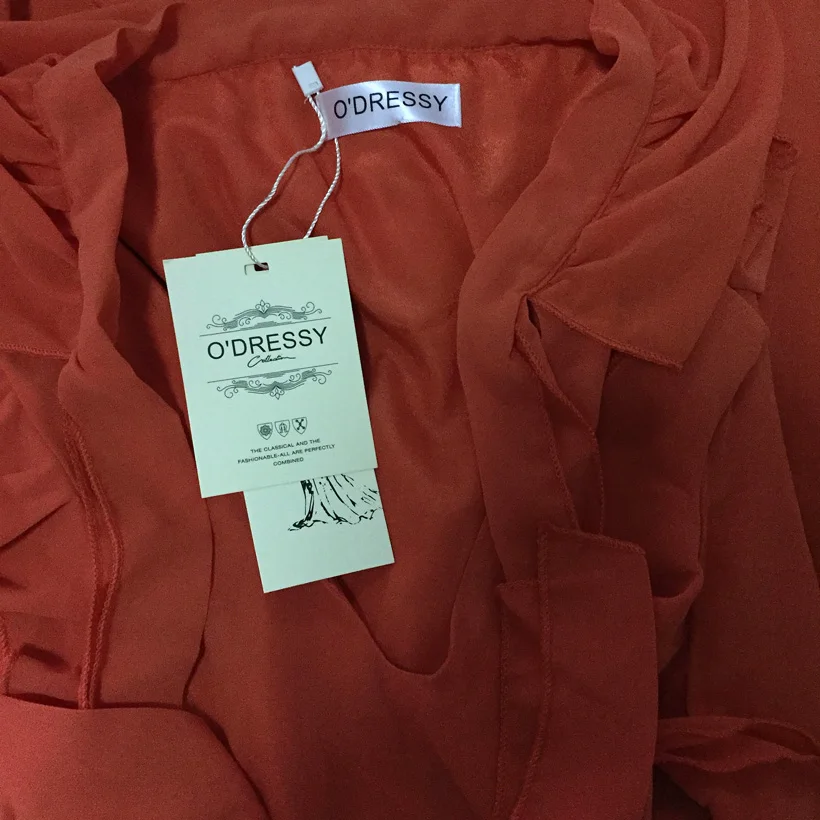 O'DRESSY
O'DRESSY
Collection
THE CLASSICAL AND THE
FASHIONABLE-ALL ARE PERFECTLY
COMBINED